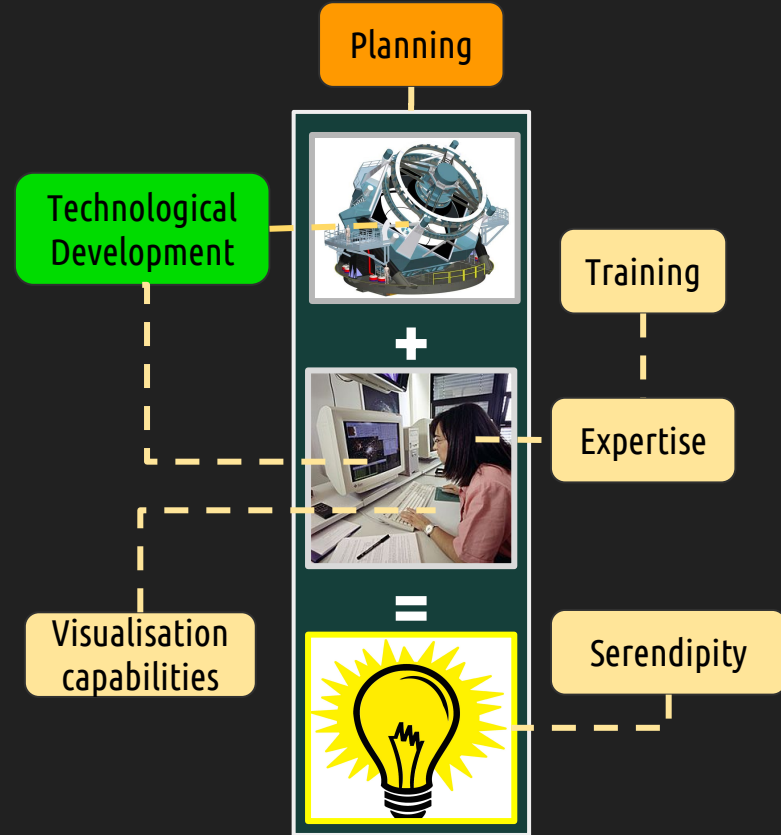 Planning
Technological
Development
Training
+
Expertise
=
Visualisation
capabilities
Serendipity